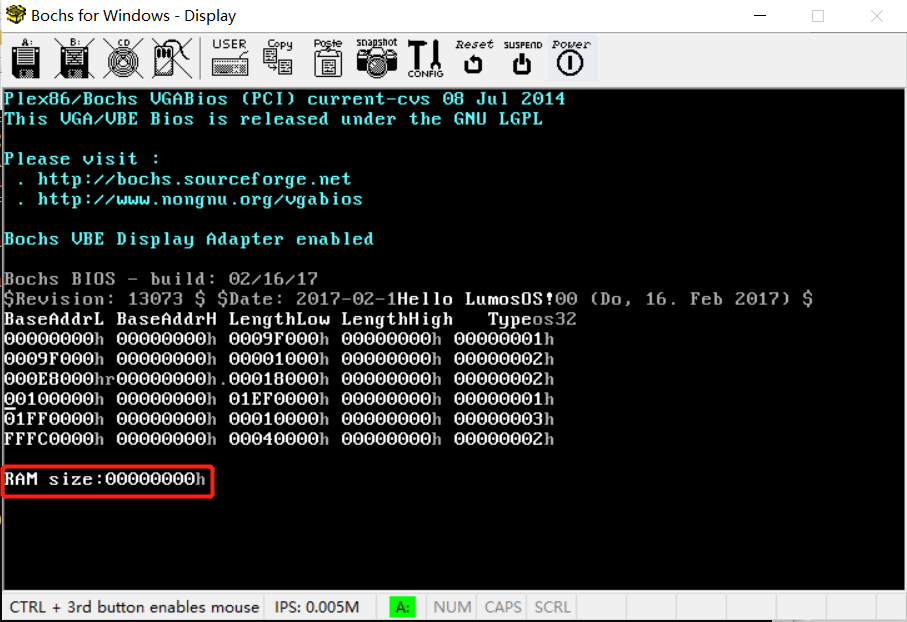 Bochs for Windows - Display
A: B: CD USER Copy Poste snapshot CONFIG Reset SUSPEND Power
Plex86/Bochs VGABios (PCI) current-cvs 08 Jul 2014
This VGA/VBE Bios is released under the GNU LGPL
Please visit :
. http://bochs.sourceforge.net
. http://www.nongnu.org/vgabios
Bochs VBE Display Adapter enabled
Bochs BIOS - build: 02/16/17
$Revision: 13073 $ $Date: 2017-02-1Hello LumosOS!00 (Do, 16. Feb 2017) $
BaseAddrL BaseAddrH LengthLow LengthHigh   Typeos32
00000000h 00000000h 0009F000h 00000000h 00000001h
0009F000h 00000000h 00001000h 00000000h 00000002h
000E8000hr00000000h.00018000h 00000000h 00000002h
00100000h 00000000h 01EF0000h 00000000h 00000001h
01FF0000h 00000000h 00010000h 00000000h 00000003h
FFFC0000h 00000000h 00040000h 00000000h 00000002h
RAM size:00000000h
CTRL + 3rd button enables mouse IPS: 0.005M A: NUM CAPS SCRL